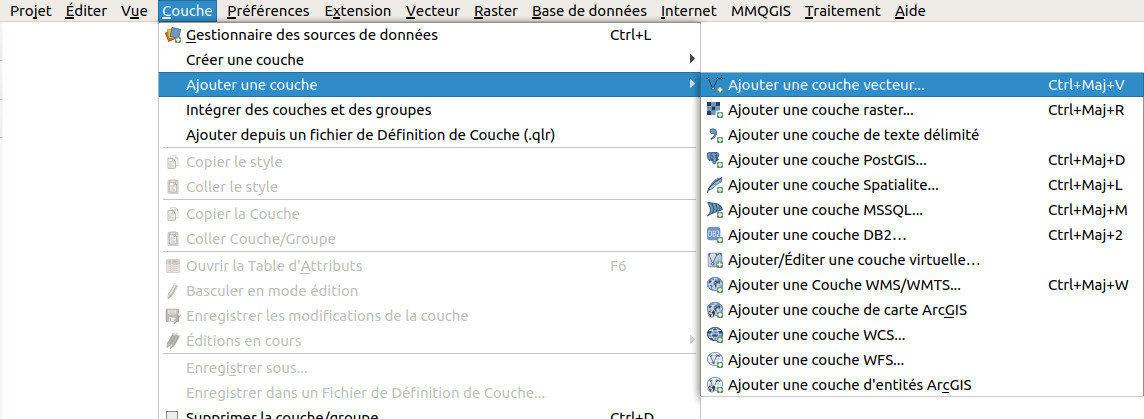 Projet Éditer Vue Couche Préférences Extension Vecteur Raster Base de données Internet MMQGIS Traitement Aide
Gestionnaire des sources de données Ctrl+L
Créer une couche
Ajouter une couche
Intégrer des couches et des groupes
Ajouter depuis un fichier de Définition de Couche (.qlr)
Copier le style
Coller le style
Copier la Couche
Coller Couche/Groupe
Ouvrir la Table d'Attributs F6
Basculer en mode édition
Enregistrer les modifications de la couche
Éditions en cours
Enregistrer sous...
Enregistrer dans un Fichier de Définition de Couche...
Supprimer la couche/groupe Ctrl+D
Ajouter une couche vecteur... Ctrl+Maj+V
Ajouter une couche raster... Ctrl+Maj+R
Ajouter une couche de texte délimité
Ajouter une couche PostGIS... Ctrl+Maj+D
Ajouter une couche Spatialite... Ctrl+Maj+L
Ajouter une couche MSSQL... Ctrl+Maj+M
DB2 Ajouter une couche DB2... Ctrl+Maj+2
Ajouter/Éditer une couche virtuelle...
Ajouter une Couche WMS/WMTS... Ctrl+Maj+W
Ajouter une couche de carte ArcGIS
Ajouter une couche WCS...
Ajouter une couche WFS...
Ajouter une couche d'entités ArcGIS